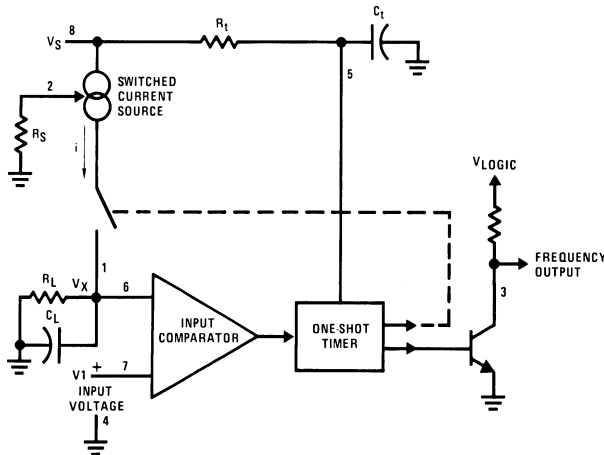 8
VS
Rt
Ct
5
2
SWITCHED
CURRENT
SOURCE
RS
i
VLOGIC
FREQUENCY
OUTPUT
3
1
RL
VX
6
CL
INPUT
COMPARATOR
ONE-SHOT
TIMER
V1
+
7
INPUT
VOLTAGE
4